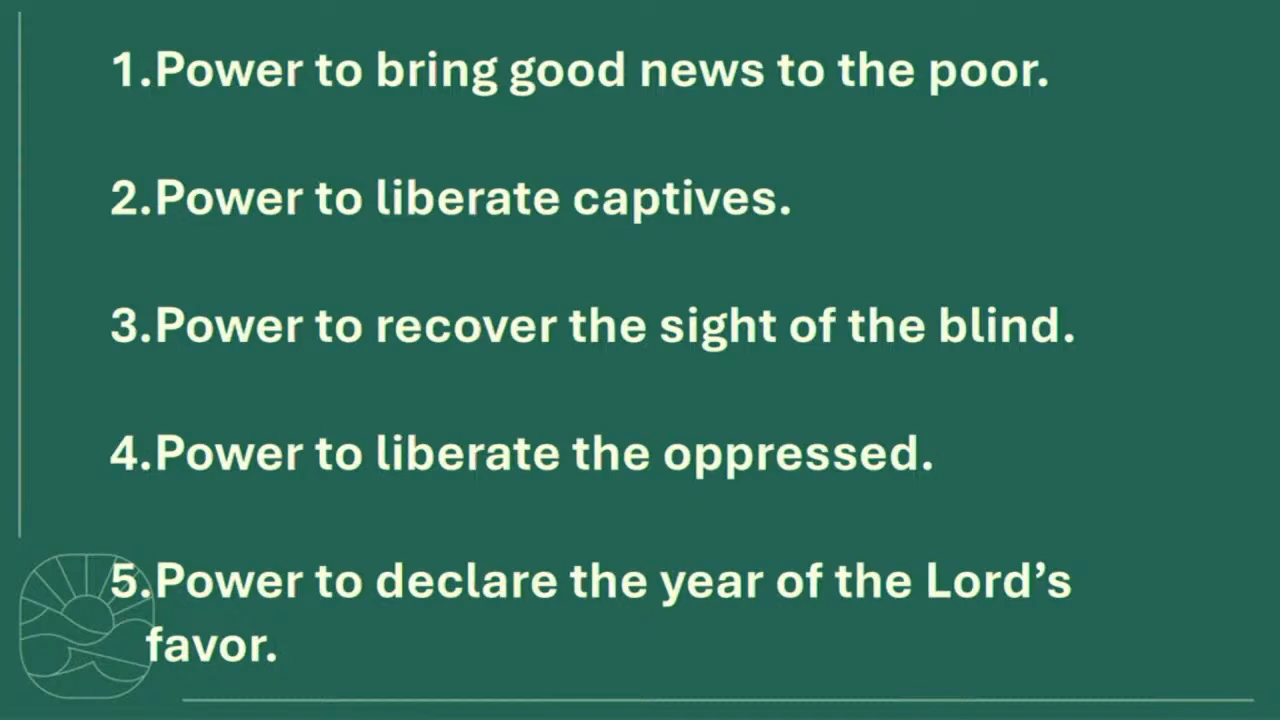 1.Power to bring good news to the poor.
2.Power to liberate captives.
3.Power to recover the sight of the blind.
4.Power to liberate the oppressed.
5.Power to declare the year of the Lord’s
favor.